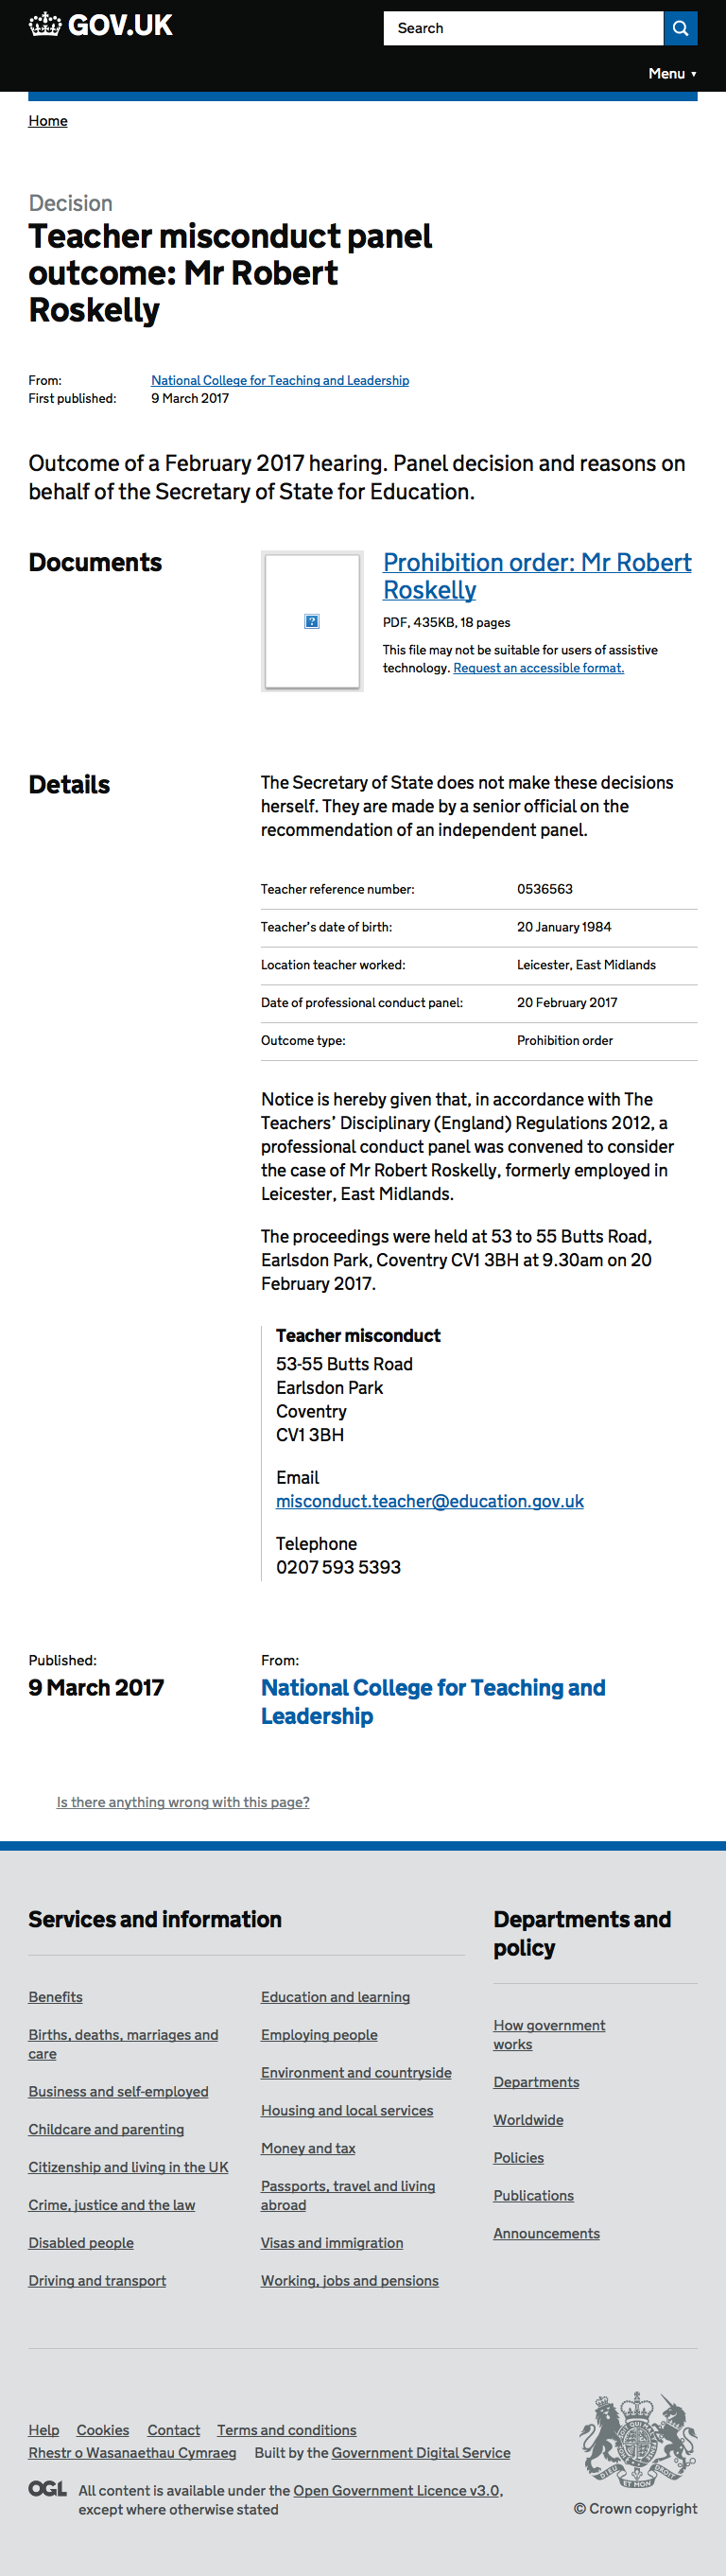 GOV.UK
Search
Menu ▼
Home
Decision
Teacher misconduct panel
outcome: Mr Robert
Roskelly
From: National College for Teaching and Leadership
First published: 9 March 2017
Outcome of a February 2017 hearing. Panel decision and reasons on
behalf of the Secretary of State for Education.
Documents
Prohibition order: Mr Robert
Roskelly
PDF, 435KB, 18 pages
This file may not be suitable for users of assistive
technology. Request an accessible format.
Details
The Secretary of State does not make these decisions
herself. They are made by a senior official on the
recommendation of an independent panel.
Teacher reference number: 0536563
Teacher’s date of birth: 20 January 1984
Location teacher worked: Leicester, East Midlands
Date of professional conduct panel: 20 February 2017
Outcome type: Prohibition order
Notice is hereby given that, in accordance with The
Teachers’ Disciplinary (England) Regulations 2012, a
professional conduct panel was convened to consider
the case of Mr Robert Roskelly, formerly employed in
Leicester, East Midlands.
The proceedings were held at 53 to 55 Butts Road,
Earlsdon Park, Coventry CV1 3BH at 9.30am on 20
February 2017.
Teacher misconduct
53-55 Butts Road
Earlsdon Park
Coventry
CV1 3BH
Email
misconduct.teacher@education.gov.uk
Telephone
0207 593 5393
Published:
9 March 2017
From:
National College for Teaching and
Leadership
Is there anything wrong with this page?
Services and information
Benefits
Births, deaths, marriages and
care
Business and self-employed
Childcare and parenting
Citizenship and living in the UK
Crime, justice and the law
Disabled people
Driving and transport
Education and learning
Employing people
Environment and countryside
Housing and local services
Money and tax
Passports, travel and living
abroad
Visas and immigration
Working, jobs and pensions
Departments and
policy
How government
works
Departments
Worldwide
Policies
Publications
Announcements
Help Cookies Contact Terms and conditions
Rhestr o Wasanaethau Cymraeg Built by the Government Digital Service
OGL
All content is available under the Open Government Licence v3.0,
except where otherwise stated
DIEU ET MON DROIT
© Crown copyright